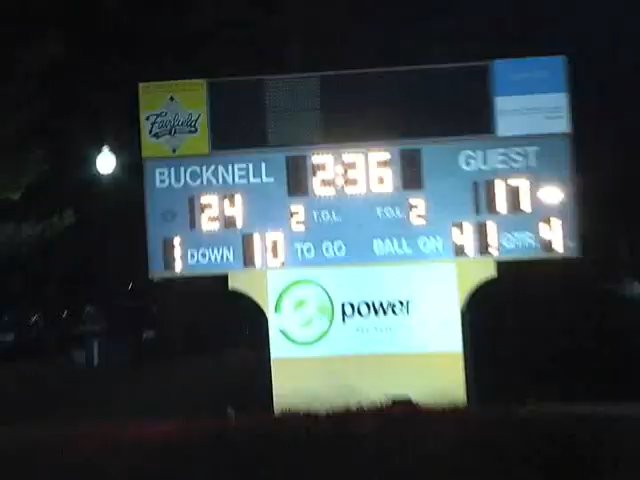 Fairfield
BUCKNELL 2:36 GUEST
24 2 T.O.L. T.O.L. 2 17
1 DOWN 10 TO GO BALL ON 41 QTR 4
e power